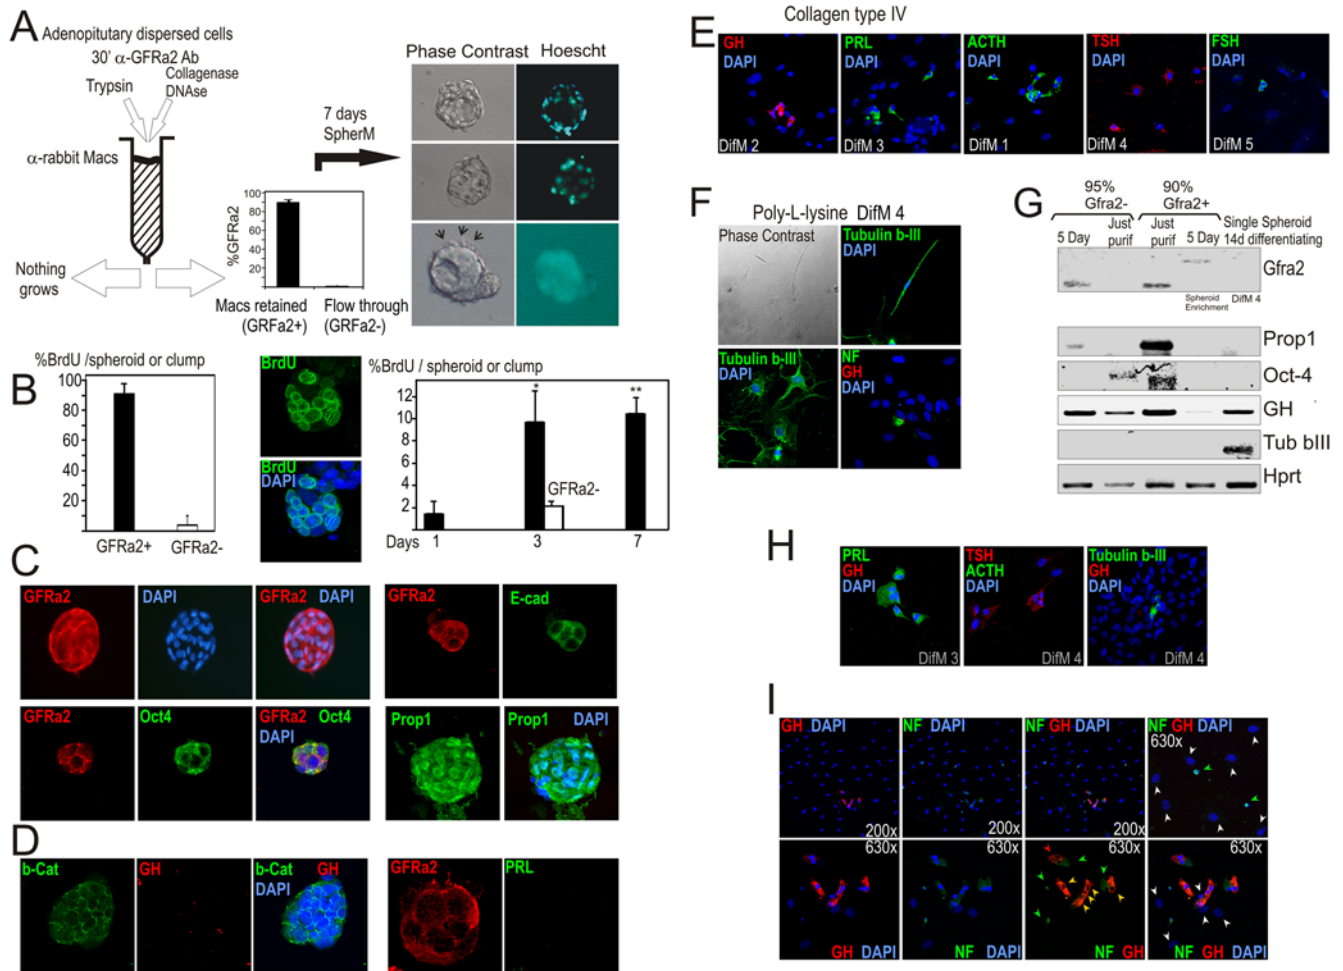 A
Adenopitutary dispersed cells
30' α-GFRa2 Ab
Trypsin
Collagenase
DNAse
α-rabbit Macs
Nothing
grows
7 days
SpherM
%GFRa2
100
80
60
40
20
Macs retained
(GRFa2+)
Flow through
(GRFa2-)
Phase Contrast
Hoescht
B
%BrdU /spheroid or clump
100
80
60
40
20
GFRa2+
GFRa2-
BrdU
BrdU
DAPI
%BrdU / spheroid or clump
12
10
8
6
4
2
*
**
GFRa2-
Days 1 3 7
C
GFRa2
DAPI
GFRa2 DAPI
GFRa2
E-cad
GFRa2
Oct4
GFRa2 Oct4
DAPI
Prop1
Prop1 DAPI
D
b-Cat
GH
b-Cat GH
DAPI
GFRa2
PRL
Collagen type IV
E
GH
DAPI
DifM 2
PRL
DAPI
DifM 3
ACTH
DAPI
DifM 1
TSH
DAPI
DifM 4
FSH
DAPI
DifM 5
F
Poly-L-lysine DifM 4
Phase Contrast
Tubulin b-III
DAPI
Tubulin b-III
DAPI
NF
GH
DAPI
G
95%
Gfra2-
90%
Gfra2+
5 Day
Just
purif
Just
purif
5 Day
Single Spheroid
14d differentiating
Gfra2
Spheroid
Enrichment
DifM 4
Prop1
Oct-4
GH
Tub bIII
Hprt
H
PRL
GH
DAPI
DifM 3
TSH
ACTH
DAPI
DifM 4
Tubulin b-III
GH
DAPI
DifM 4
I
GH DAPI
200x
NF DAPI
200x
NF GH DAPI
200x
NF GH DAPI
630x
630x
GH DAPI
630x
NF DAPI
630x
NF GH
630x
NF GH DAPI